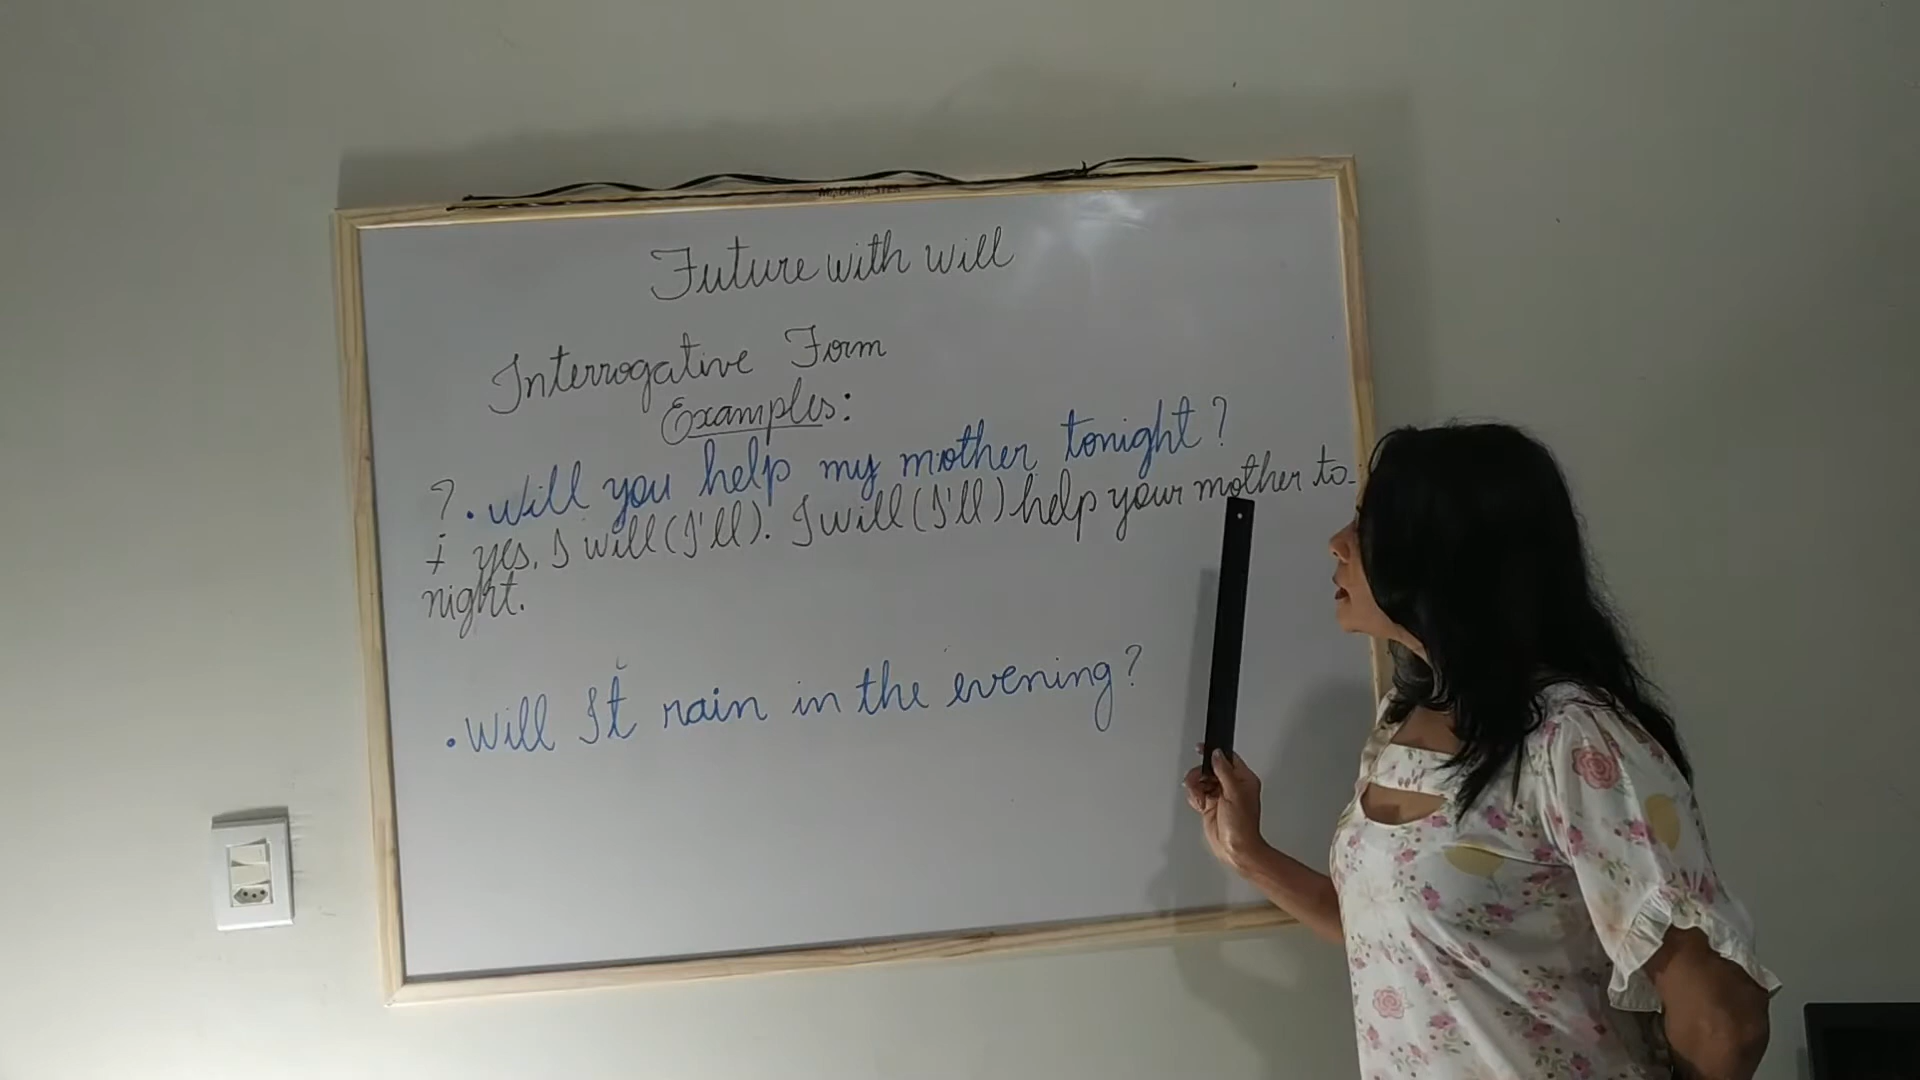 Future with will
Interrogative Form
Examples:
?. Will you help my mother tonight?
+ yes, I will (I'll). I will (I'll) help your mother to-
night.
. Will It rain in the evening?